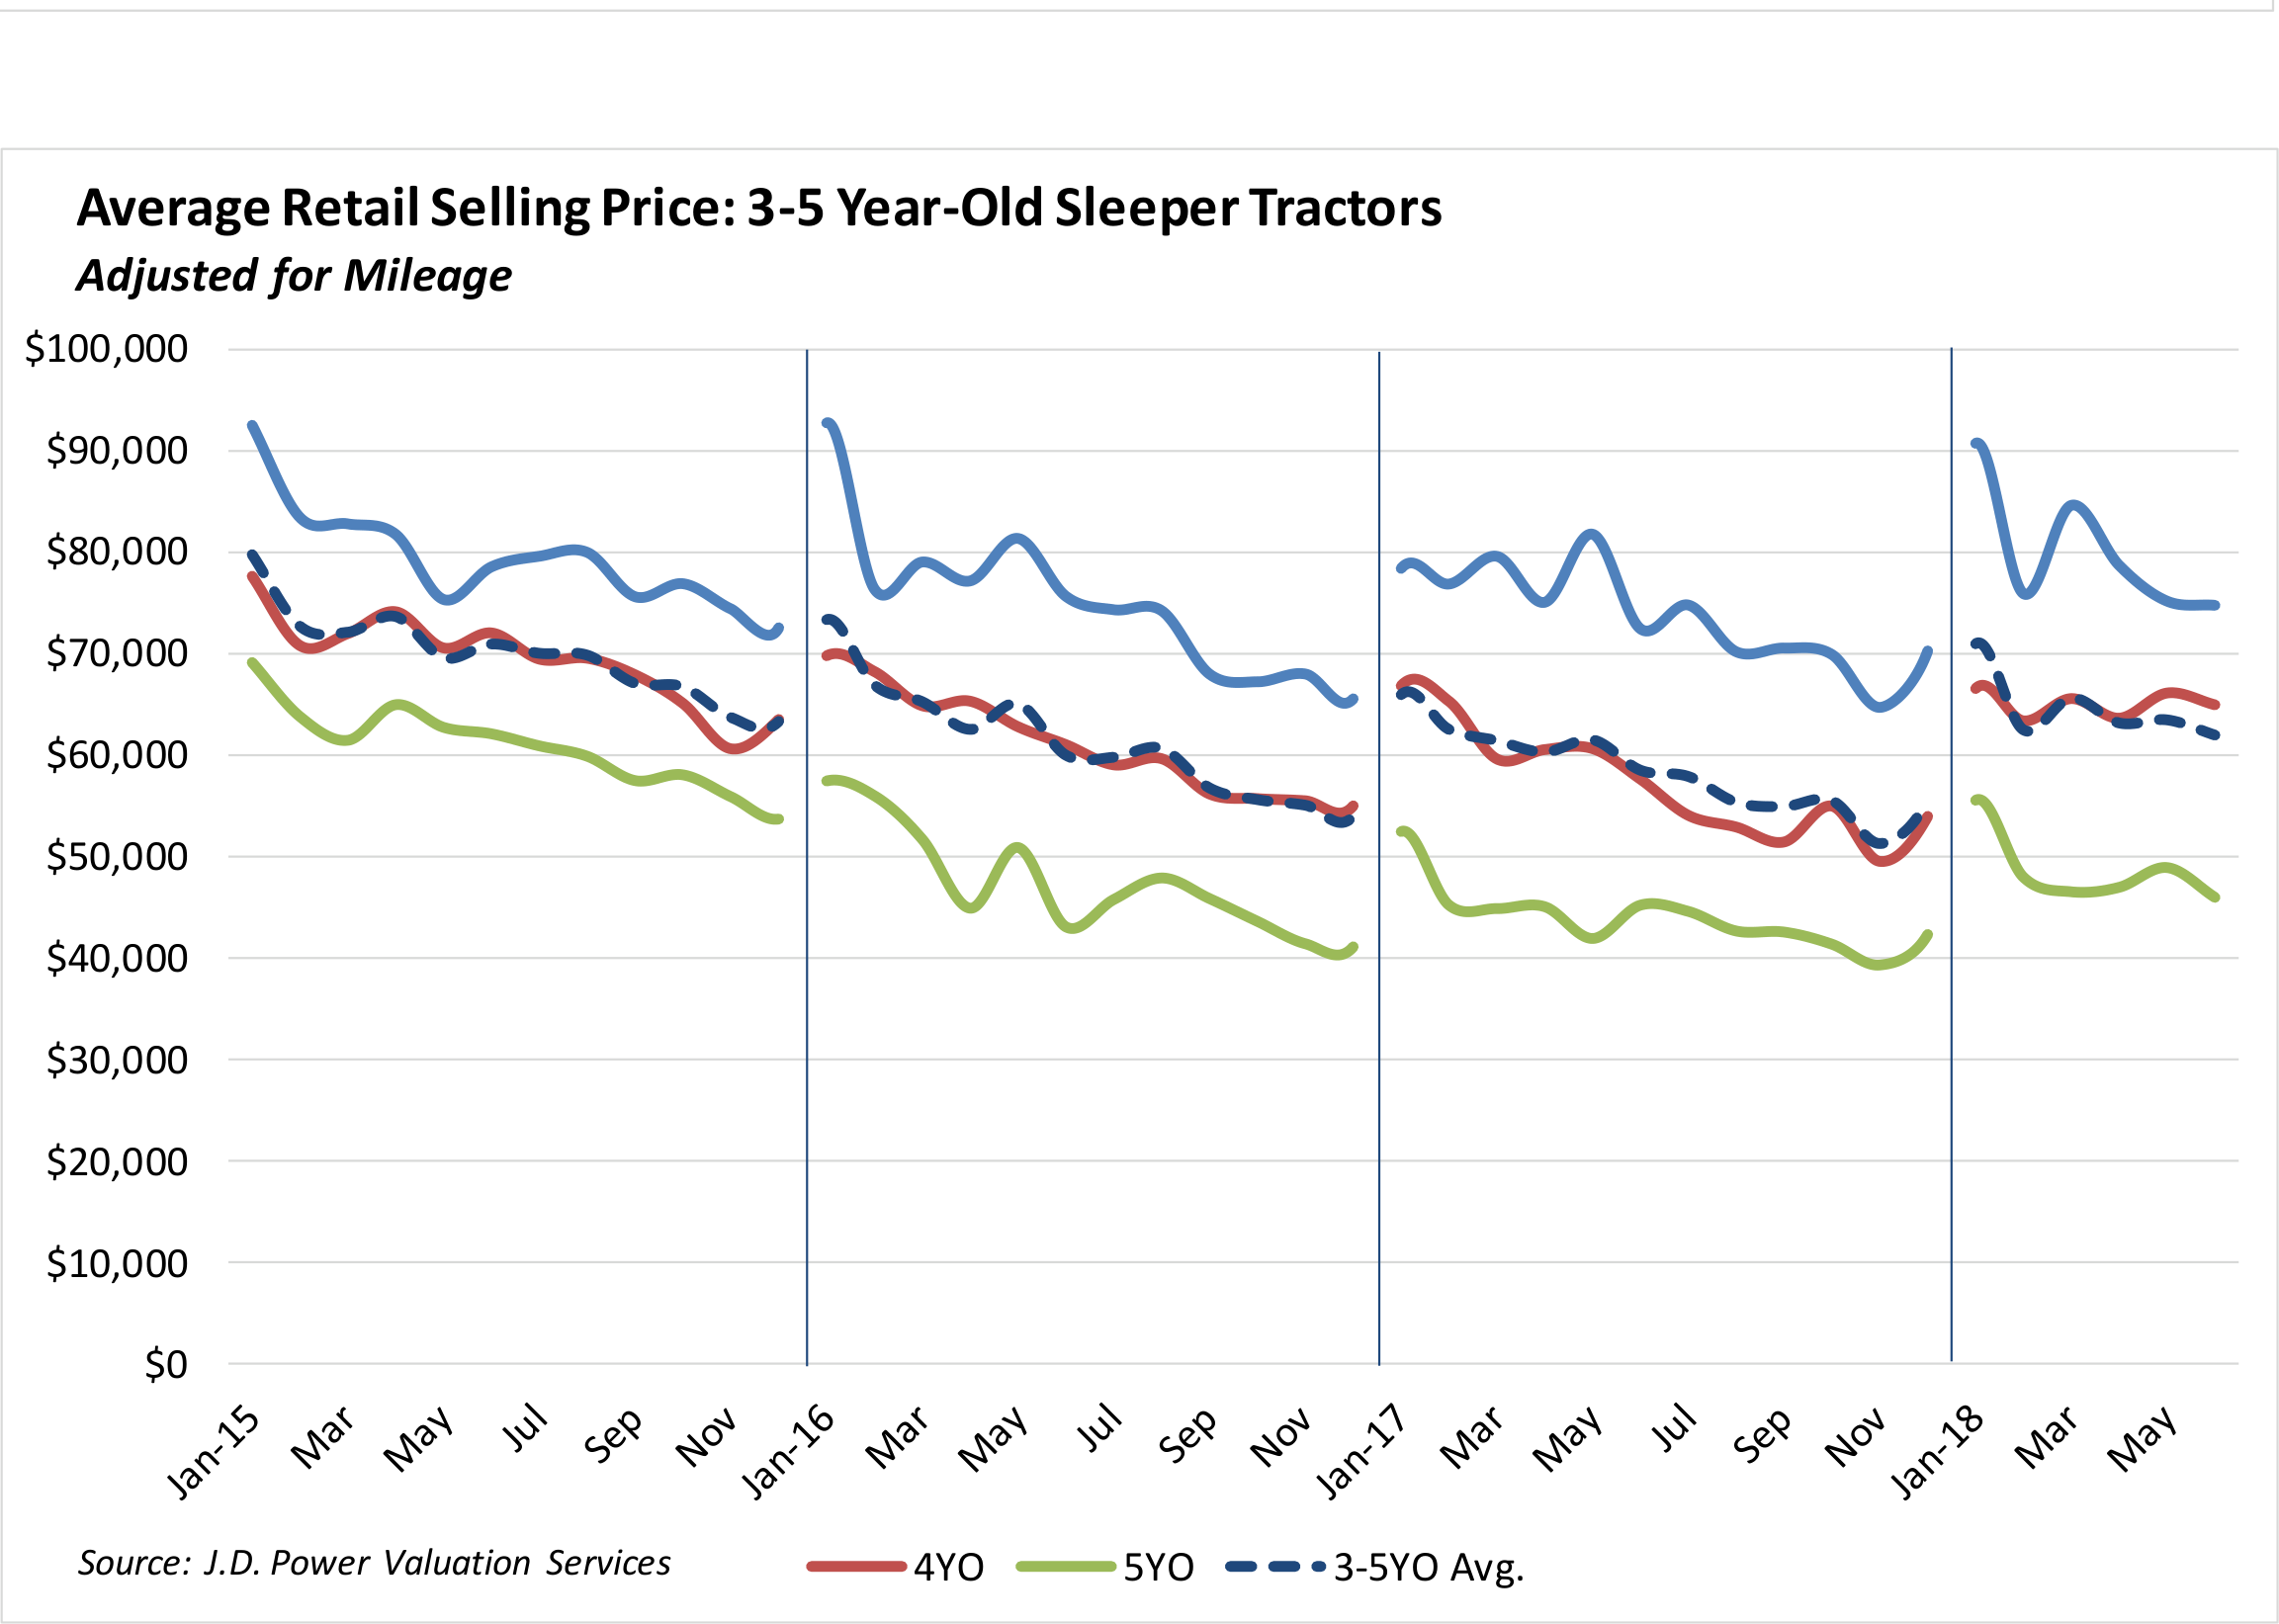 Average Retail Selling Price: 3-5 Year-Old Sleeper Tractors
Adjusted for Mileage
$100,000
$90,000
$80,000
$70,000
$60,000
$50,000
$40,000
$30,000
$20,000
$10,000
$0
Jan-15 Mar May Jul Sep Nov Jan-16 Mar May Jul Sep Nov Jan-17 Mar May Jul Sep Nov Jan-18 Mar May
Source: J.D. Power Valuation Services 4YO 5YO 3-5YO Avg.